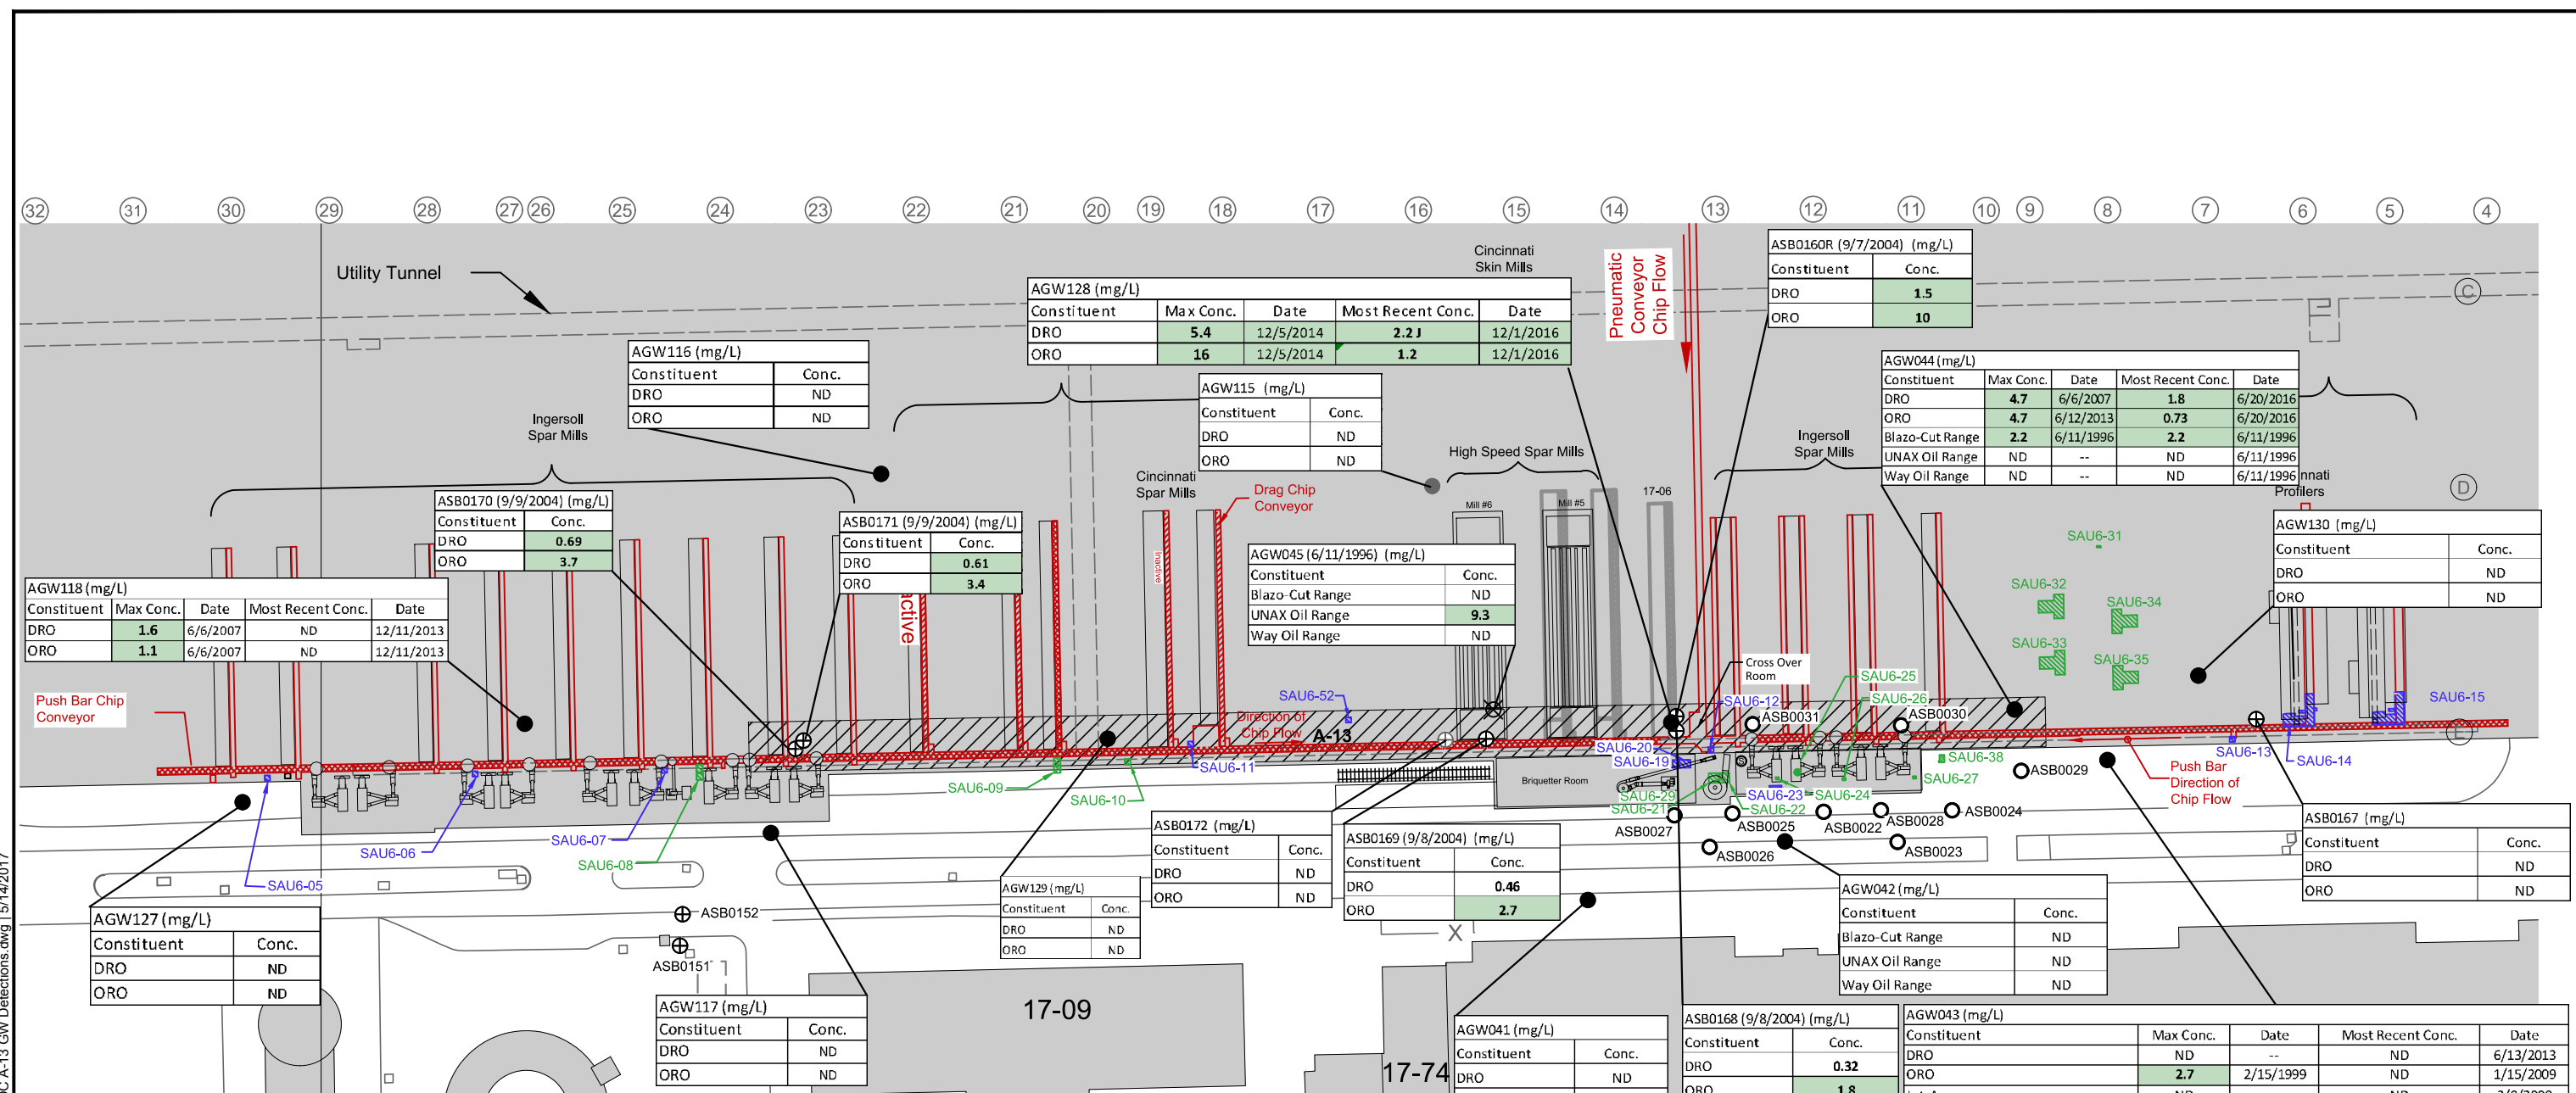 32 31 30 29 28 27 26 25 24 23 22 21 20 19 18 17 16 15 14 13 12 11 10 9 8 7 6 5 4
Utility Tunnel
Cincinnati
Skin Mills
Pneumatic
Conveyor
Chip Flow
C
ASB0160R (9/7/2004) (mg/L)
Constituent Conc.
DRO 1.5
ORO 10
AGW128 (mg/L)
Constituent Max Conc. Date Most Recent Conc. Date
DRO 5.4 12/5/2014 2.2 J 12/1/2016
ORO 16 12/5/2014 1.2 12/1/2016
AGW116 (mg/L)
Constituent Conc.
DRO ND
ORO ND
AGW115 (mg/L)
Constituent Conc.
DRO ND
ORO ND
AGW044 (mg/L)
Constituent Max Conc. Date Most Recent Conc. Date
DRO 4.7 6/6/2007 1.8 6/20/2016
ORO 4.7 6/12/2013 0.73 6/20/2016
Blazo-Cut Range 2.2 6/11/1996 2.2 6/11/1996
UNAX Oil Range ND -- ND 6/11/1996
Way Oil Range ND -- ND 6/11/1996
nnati
Profilers
D
Ingersoll
Spar Mills
High Speed Spar Mills
Ingersoll
Spar Mills
Cincinnati
Spar Mills
Drag Chip
Conveyor
Mill #6
Mill #5
17-06
ASB0170 (9/9/2004) (mg/L)
Constituent Conc.
DRO 0.69
ORO 3.7
ASB0171 (9/9/2004) (mg/L)
Constituent Conc.
DRO 0.61
ORO 3.4
active
Inactive
AGW045 (6/11/1996) (mg/L)
Constituent Conc.
Blazo-Cut Range ND
UNAX Oil Range 9.3
Way Oil Range ND
AGW130 (mg/L)
Constituent Conc.
DRO ND
ORO ND
AGW118 (mg/L)
Constituent Max Conc. Date Most Recent Conc. Date
DRO 1.6 6/6/2007 ND 12/11/2013
ORO 1.1 6/6/2007 ND 12/11/2013
SAU6-31
SAU6-32
SAU6-34
SAU6-33
SAU6-35
Cross Over
Room
SAU6-25
SAU6-26
SAU6-52
SAU6-12
SAU6-15
Push Bar Chip
Conveyor
Direction of
Chip Flow
A-13
ASB0031
ASB0030
E
SAU6-20
SAU6-19
SAU6-11
SAU6-13
SAU6-14
SAU6-38
Push Bar
Direction of
Chip Flow
ASB0029
SAU6-27
S
Briquetter Room
SAU6-09
SAU6-10
SAU6-29
SAU6-21
SAU6-22
SAU6-23
SAU6-24
ASB0027
ASB0025
ASB0022
ASB0028
ASB0024
ASB0026
ASB0023
SAU6-05
SAU6-06
SAU6-07
SAU6-08
ASB0172 (mg/L)
Constituent Conc.
DRO ND
ORO ND
ASB0169 (9/8/2004) (mg/L)
Constituent Conc.
DRO 0.46
ORO 2.7
ASB0167 (mg/L)
Constituent Conc.
DRO ND
ORO ND
AGW129 (mg/L)
Constituent Conc.
DRO ND
ORO ND
AGW042 (mg/L)
Constituent Conc.
Blazo-Cut Range ND
UNAX Oil Range ND
Way Oil Range ND
AGW127 (mg/L)
Constituent Conc.
DRO ND
ORO ND
ASB0152
ASB0151
X
AGW117 (mg/L)
Constituent Conc.
DRO ND
ORO ND
17-09
17-74
AGW041 (mg/L)
Constituent Conc.
DRO ND
ASB0168 (9/8/2004) (mg/L)
Constituent Conc.
DRO 0.32
ORO 1.8
AGW043 (mg/L)
Constituent Max Conc. Date Most Recent Conc. Date
DRO ND -- ND 6/13/2013
ORO 2.7 2/15/1999 ND 1/15/2009
A-13 GW Detections.dwg | 5/14/2017